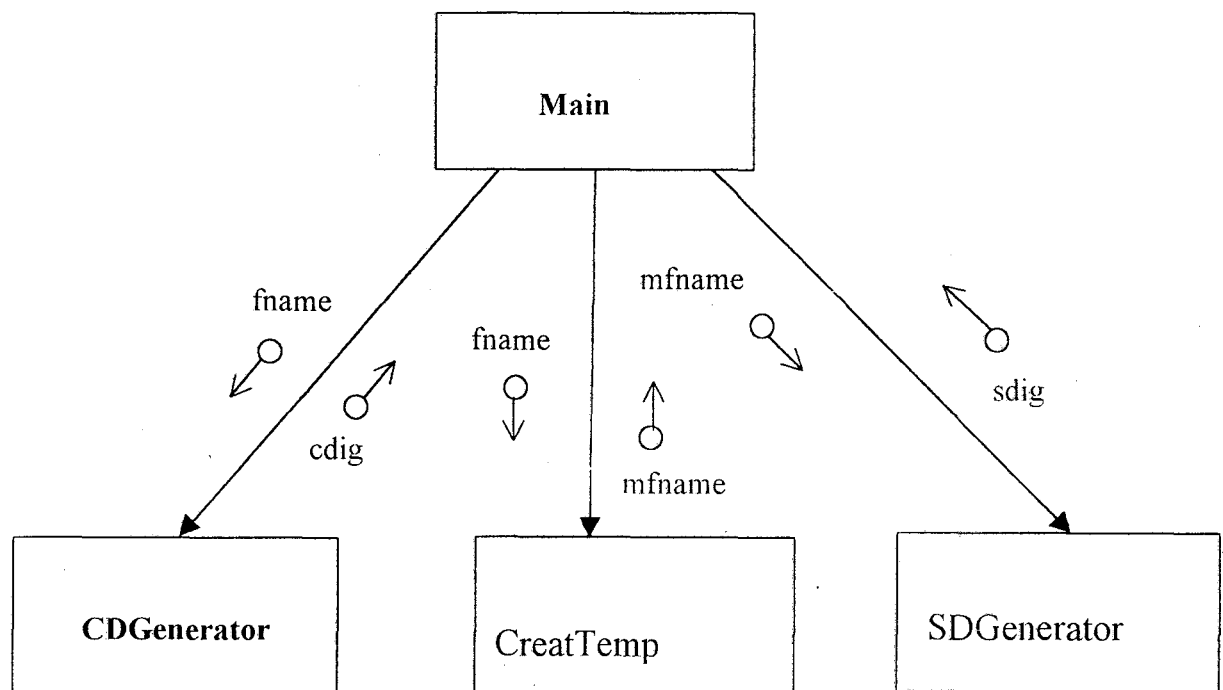 Main
fname
mfname
fname
sdig
cdig
mfname
CDGenerator
CreatTemp
SDGenerator